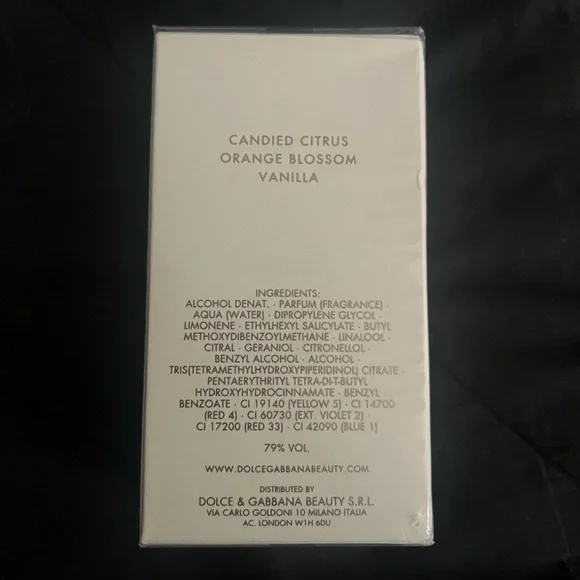 CANDIED CITRUS
ORANGE BLOSSOM
VANILLA
INGREDIENTS:
ALCOHOL DENAT. · PARFUM (FRAGRANCE) ·
AQUA (WATER) · DIPROPYLENE GLYCOL ·
LIMONENE · ETHYLHEXYL SALICYLATE · BUTYL
METHOXYDIBENZOYLMETHANE · LINALOOL ·
CITRAL · GERANIOL · CITRONELLOL ·
BENZYL ALCOHOL · ALCOHOL ·
TRIS(TETRAMETHYLHYDROXYPIPERIDINOL) CITRATE ·
PENTAERYTHRITYL TETRA-DI-T-BUTYL
HYDROXYHYDROCINNAMATE · BENZYL
BENZOATE · CI 19140 (YELLOW 5) · CI 14700
(RED 4) · CI 60730 (EXT. VIOLET 2) ·
CI 17200 (RED 33) · CI 42090 (BLUE 1)
79% VOL.
WWW.DOLCEGABBANABEAUTY.COM
DISTRIBUTED BY
DOLCE & GABBANA BEAUTY S.R.L.
VIA CARLO GOLDONI 10 MILANO ITALIA
AC. LONDON W1H 6DU